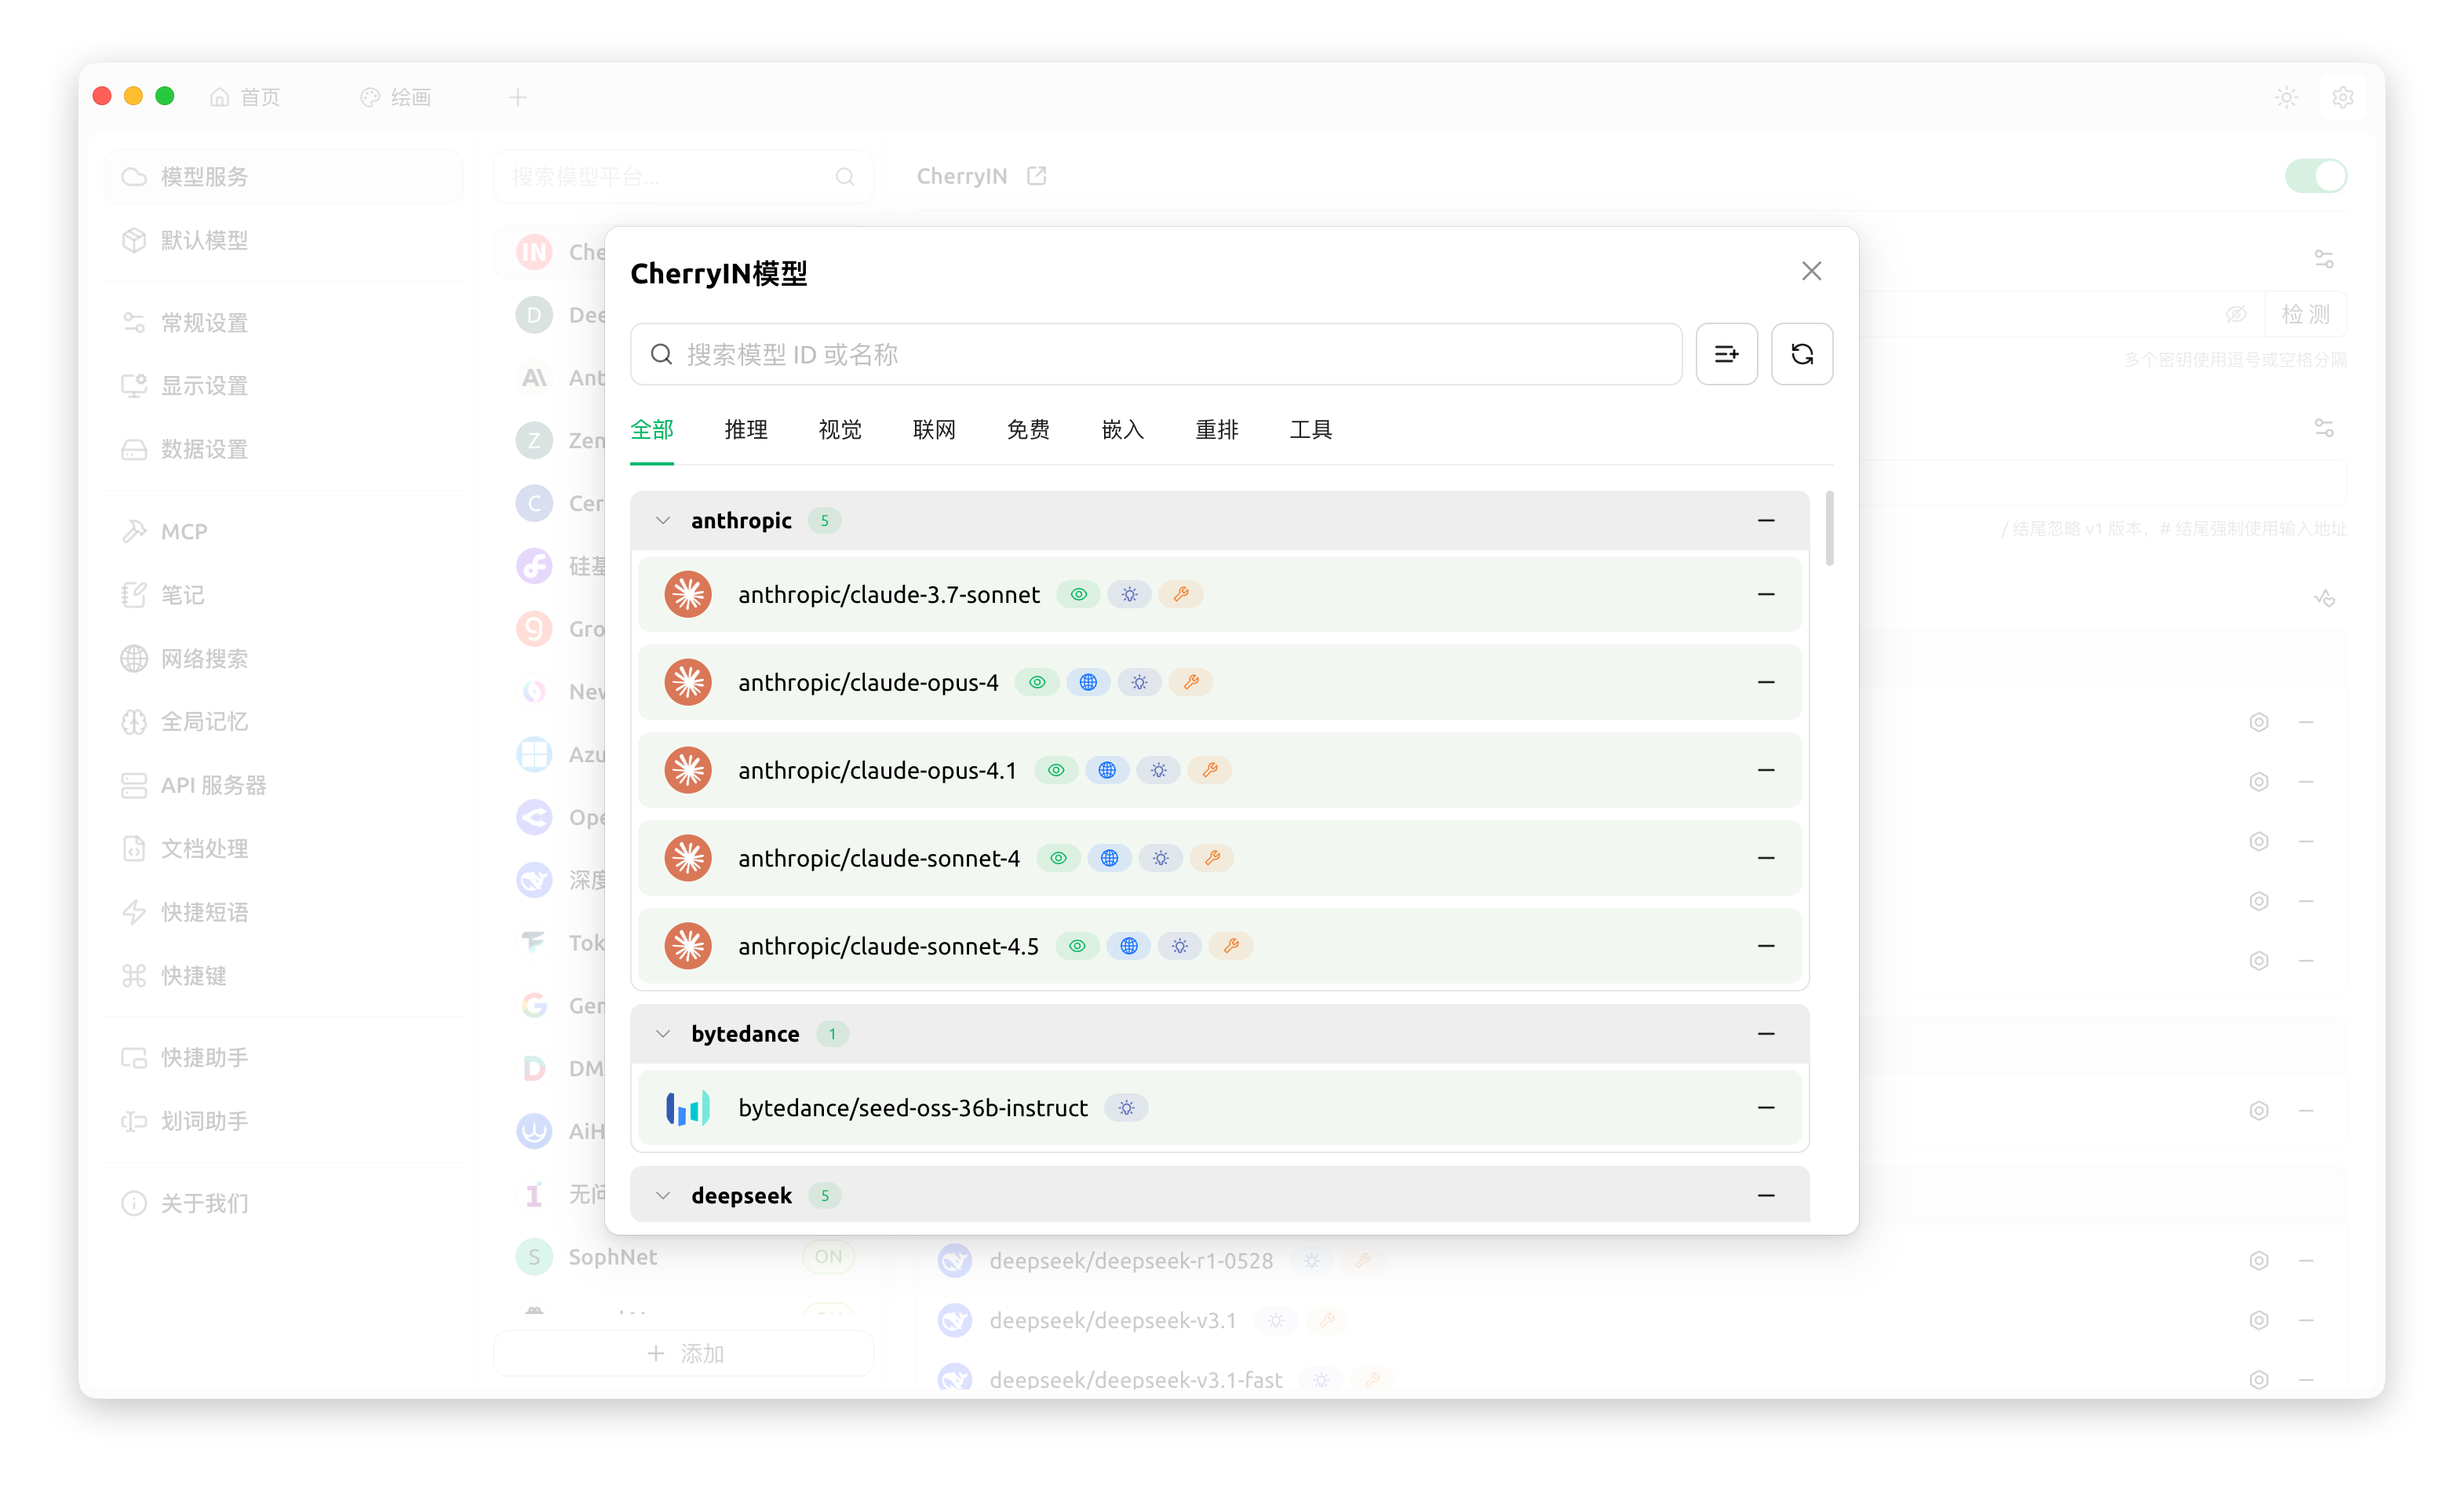 首页
绘画
模型服务
默认模型
常规设置
显示设置
数据设置
MCP
笔记
网络搜索
全局记忆
API 服务器
文档处理
快捷短语
快捷键
快捷助手
划词助手
关于我们
搜索模型平台...
IN Che
D Dee
A\ Ant
Z Zen
C Cer
硅基
Gro
New
Azu
Ope
深度
Tok
Gem
DM
AiH
无问
S SophNet ON
添加
CherryIN
检测
多个密钥使用逗号或空格分隔
/ 结尾忽略 v1 版本，# 结尾强制使用输入地址
CherryIN模型
搜索模型 ID 或名称
全部 推理 视觉 联网 免费 嵌入 重排 工具
anthropic 5
anthropic/claude-3.7-sonnet
anthropic/claude-opus-4
anthropic/claude-opus-4.1
anthropic/claude-sonnet-4
anthropic/claude-sonnet-4.5
bytedance 1
bytedance/seed-oss-36b-instruct
deepseek 5
deepseek/deepseek-r1-0528
deepseek/deepseek-v3.1
deepseek/deepseek-v3.1-fast